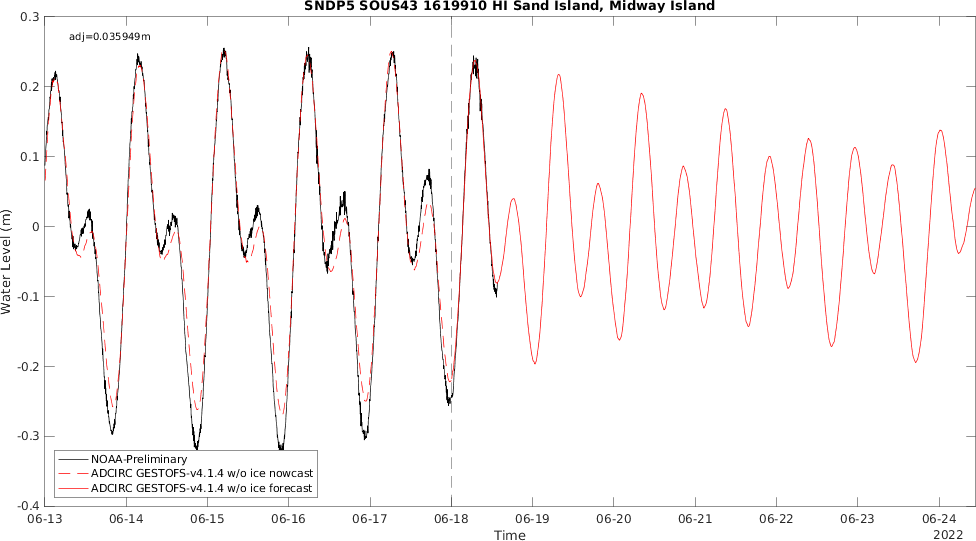 SNDP5 SOUS43 1619910 HI Sand Island, Midway Island
adj=0.035949m
0.3
0.2
0.1
0
-0.1
-0.2
-0.3
-0.4
Water Level (m)
NOAA-Preliminary
ADCIRC GESTOFS-v4.1.4 w/o ice nowcast
ADCIRC GESTOFS-v4.1.4 w/o ice forecast
06-13 06-14 06-15 06-16 06-17 06-18 06-19 06-20 06-21 06-22 06-23 06-24
Time
2022